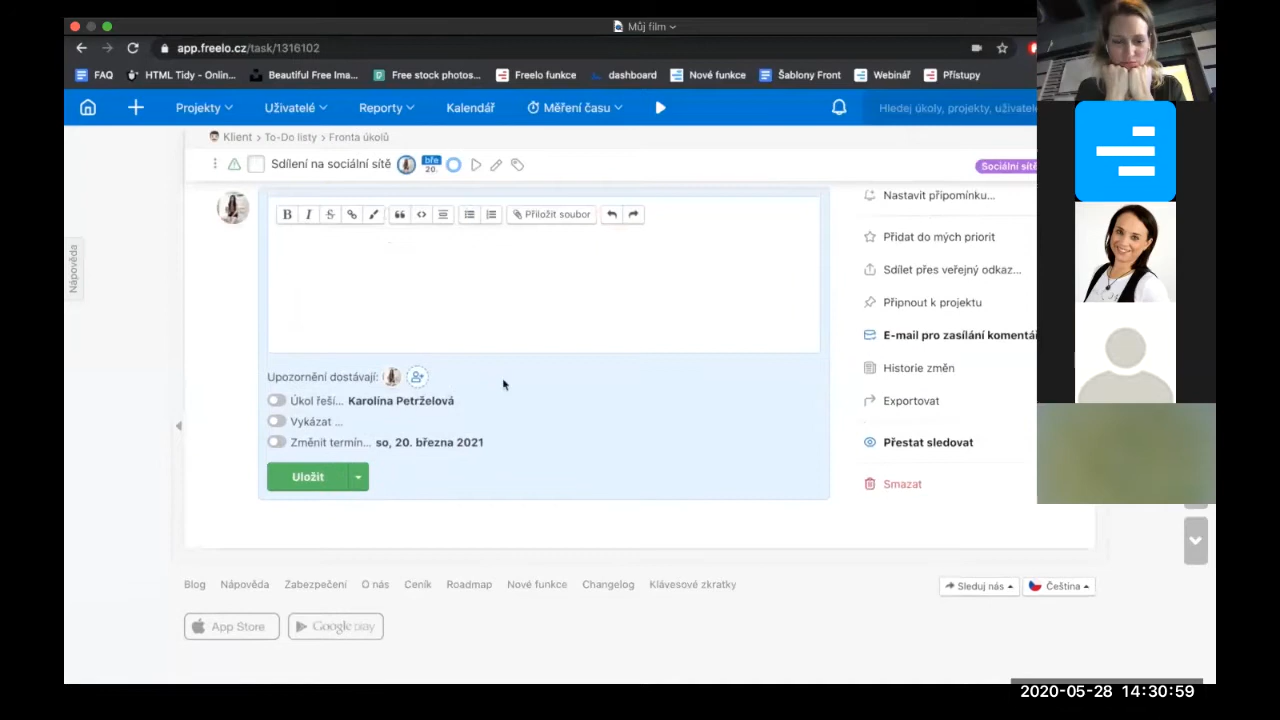 Můj film
app.freelo.cz/task/1316102
FAQ HTML Tidy - Onlin... Beautiful Free Ima... Free stock photos... Freelo funkce dashboard Nové funkce Šablony Front Webinář Přístupy
Projekty Uživatelé Reporty Kalendář Měření času Hledej úkoly, projekty, uživatele
Klient > To-Do listy > Fronta úkolů
Sdílení na sociální sítě bře 20. Sociální sítě
B I S Přiložit soubor
Nastavit připomínku...
Přidat do mých priorit
Sdílet přes veřejný odkaz...
Připnout k projektu
E-mail pro zasílání komentář
Historie změn
Exportovat
Přestat sledovat
Smazat
Nápověda
Upozornění dostávají:
Úkol řeší... Karolína Petrželová
Vykázat ...
Změnit termín... so, 20. března 2021
Uložit
Blog Nápověda Zabezpečení O nás Ceník Roadmap Nové funkce Changelog Klávesové zkratky
Sleduj nás Čeština
App Store Google play
2020-05-28 14:30:59